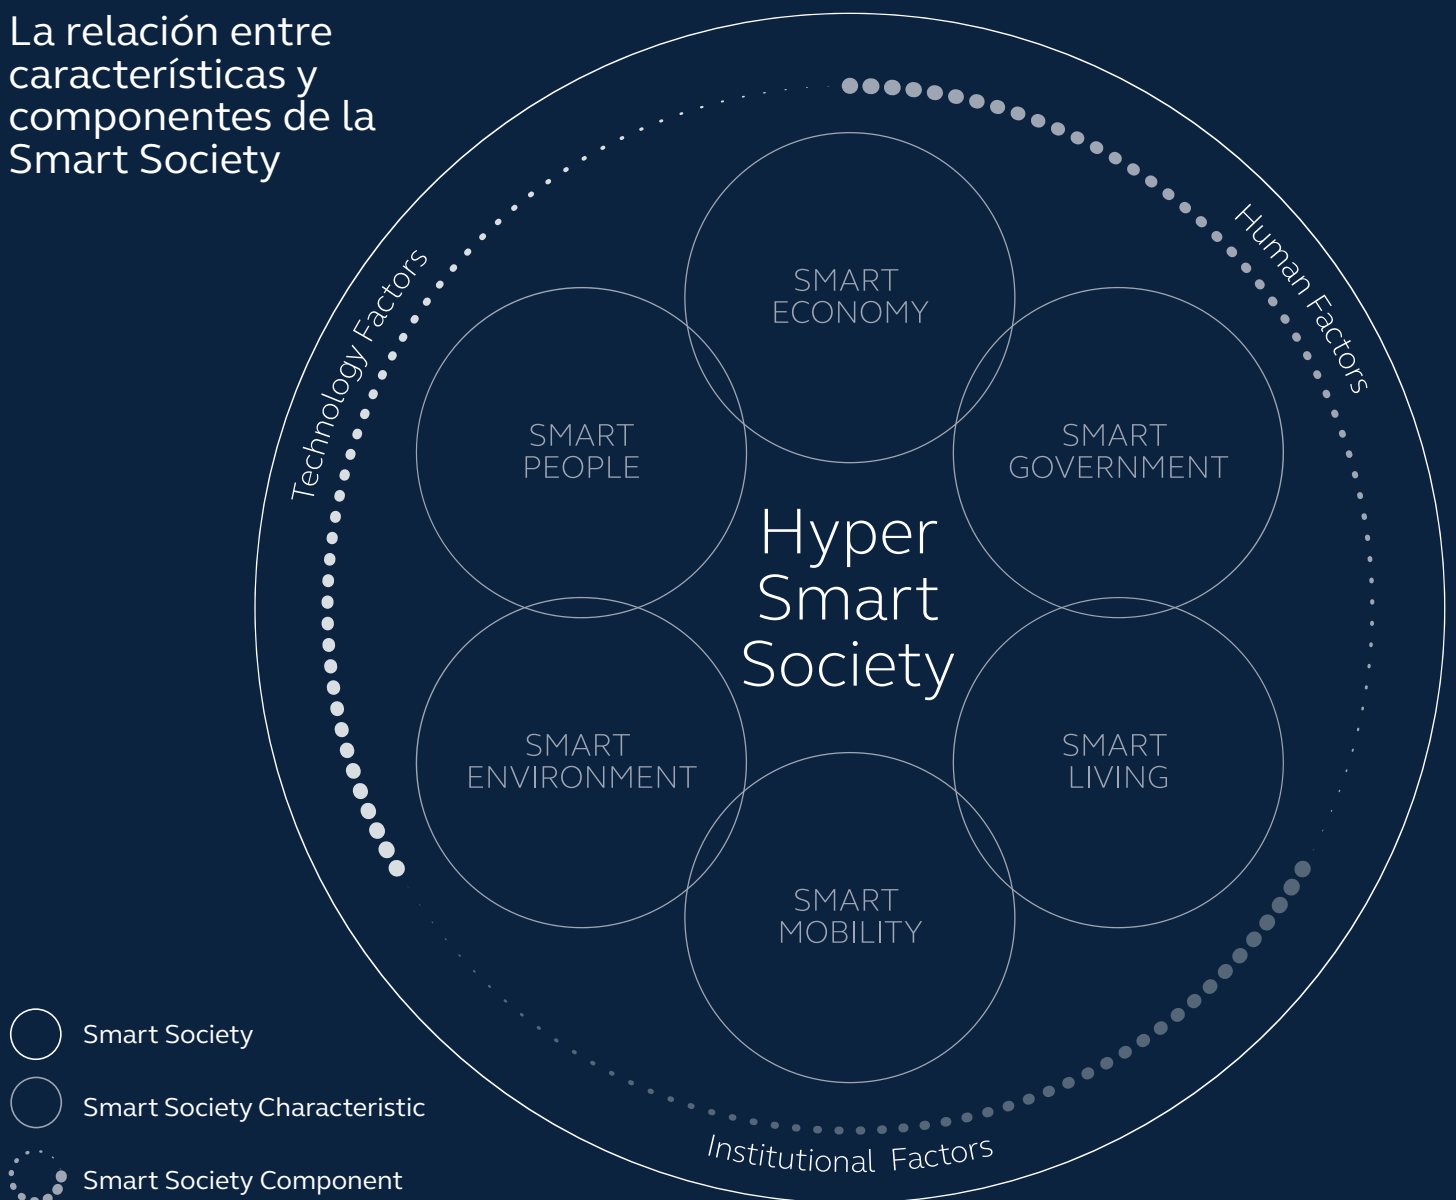 La relación entre
características y
componentes de la
Smart Society
Technology Factors
Human Factors
SMART
ECONOMY
SMART
PEOPLE
SMART
GOVERNMENT
Hyper
Smart
Society
SMART
ENVIRONMENT
SMART
LIVING
SMART
MOBILITY
Institutional Factors
Smart Society
Smart Society Characteristic
Smart Society Component